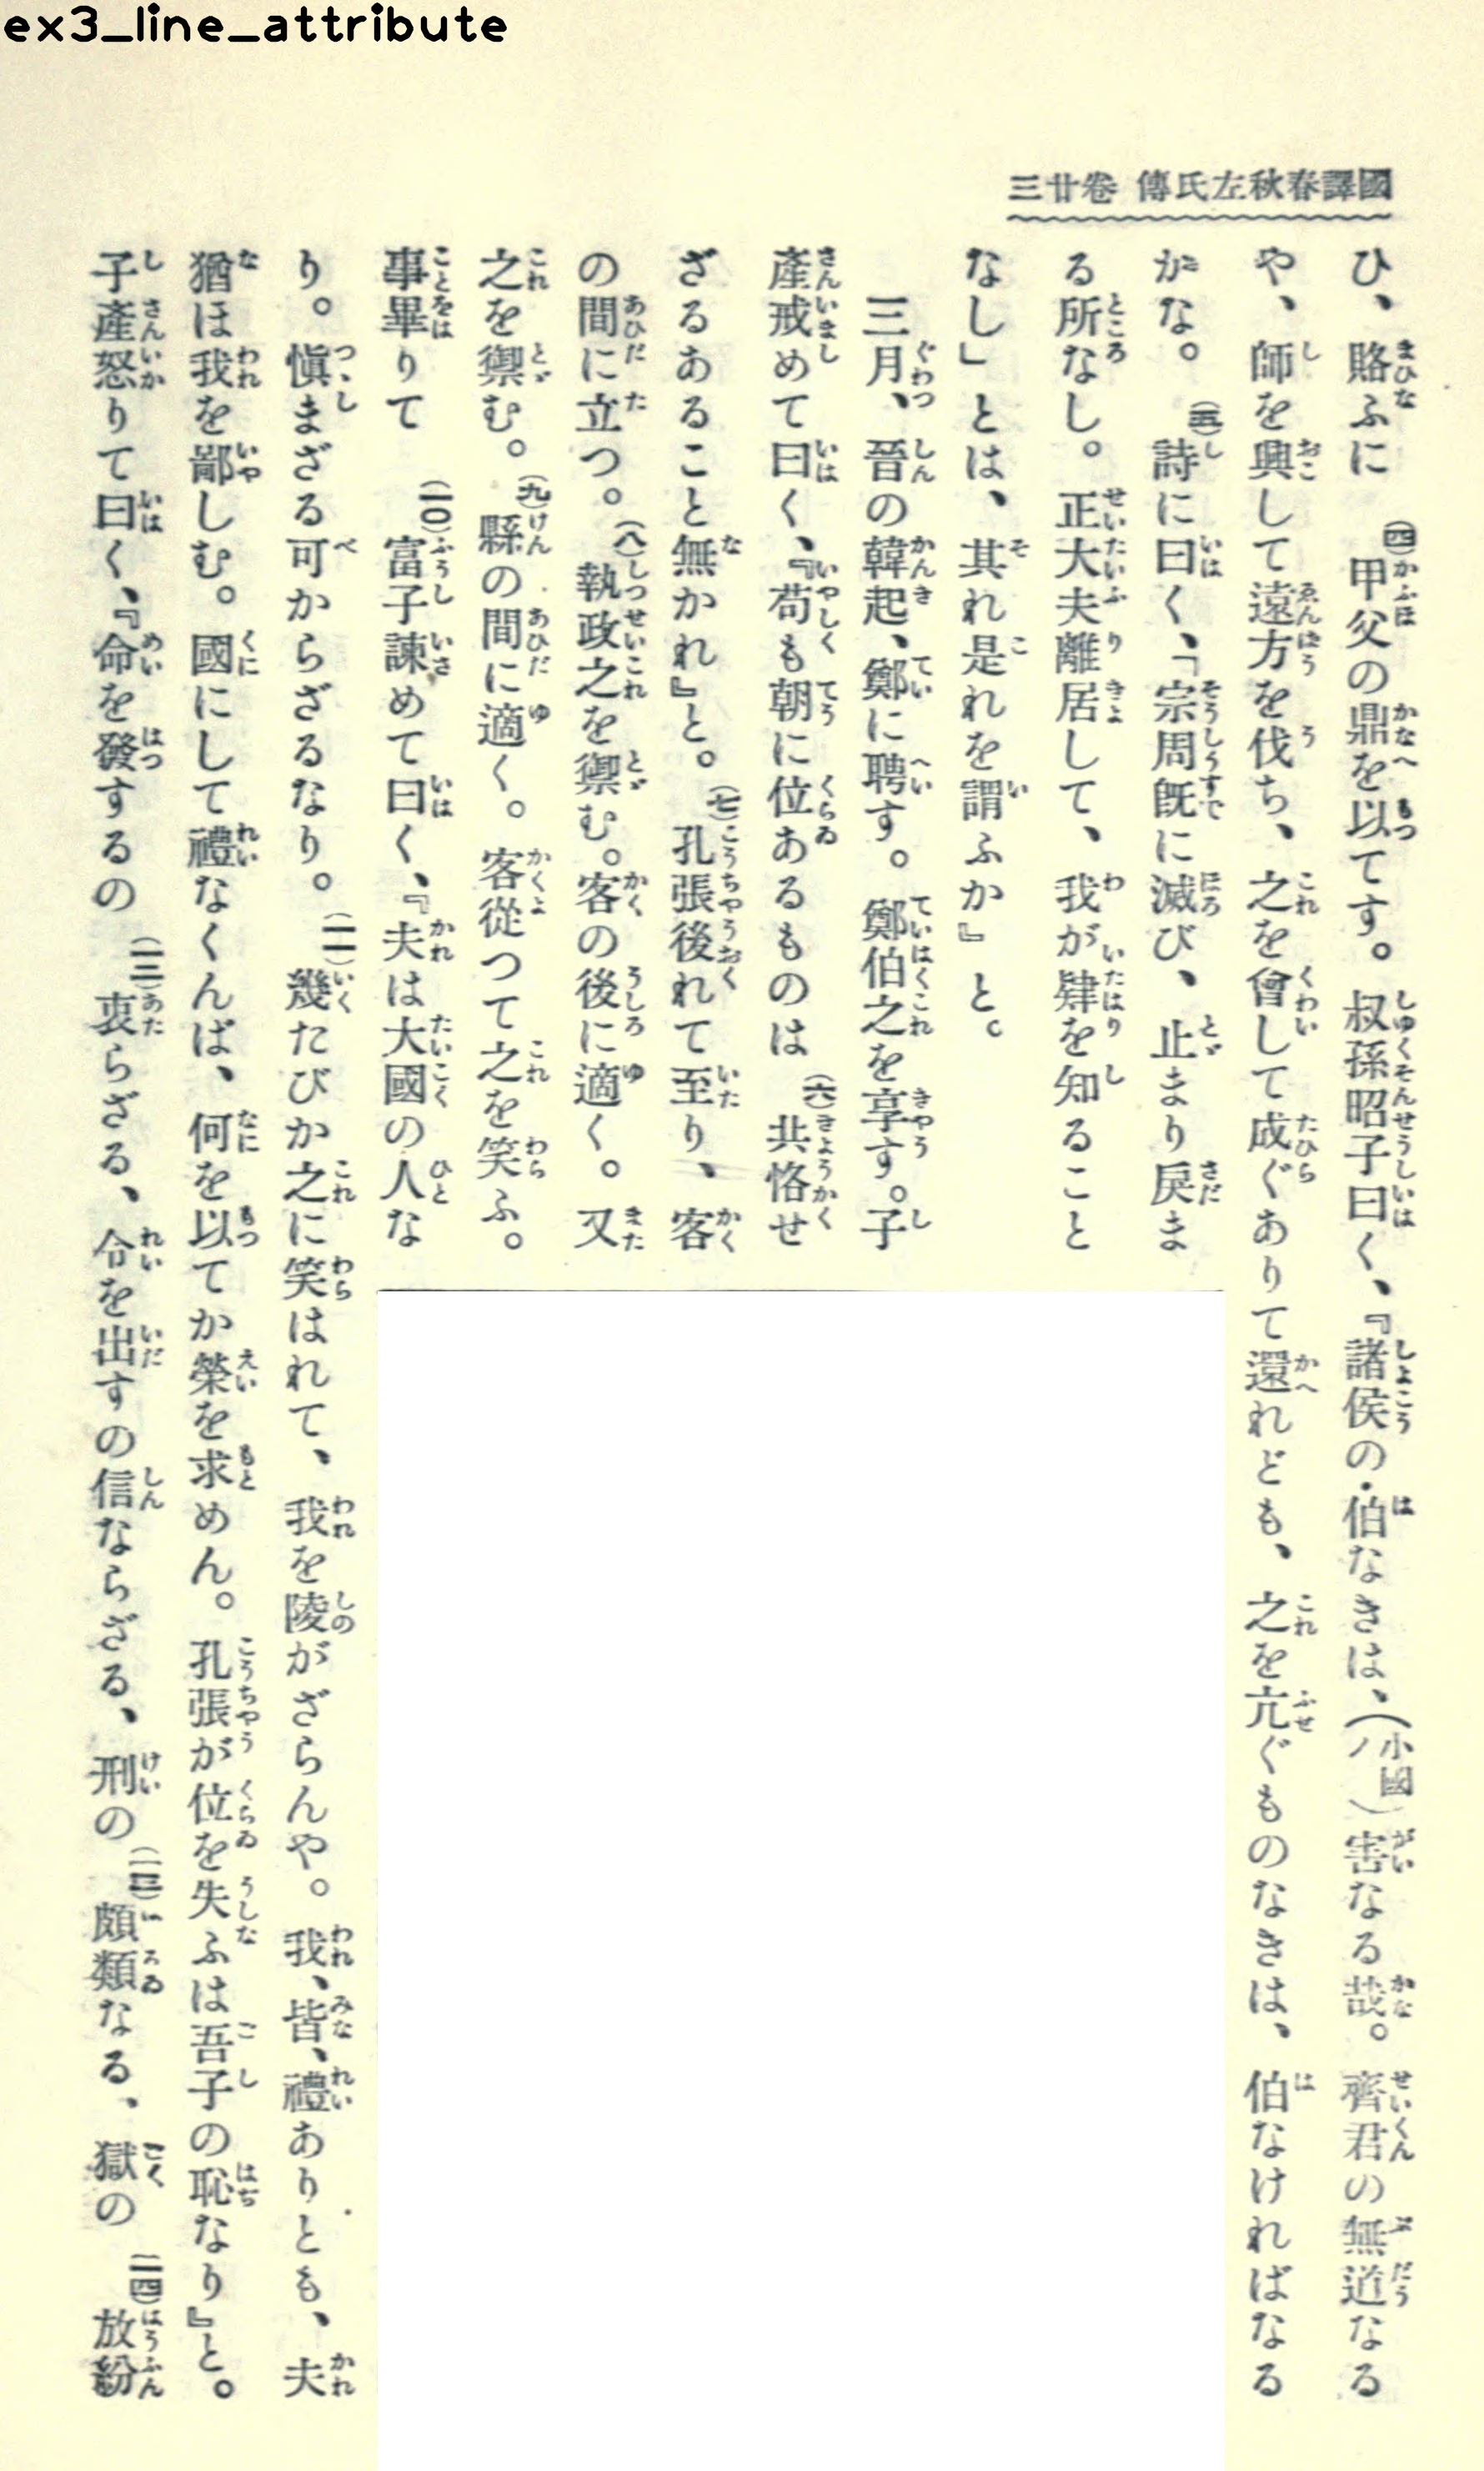 ex3_line_attribute
三廿卷 傳氏左秋春譯國
ひ、賂ふに(四)甲父の鼎を以てす。叔孫昭子曰く、『諸侯の・伯なきは、(小國ノ)害なる哉。齊君の無道なる
や、師を興して遠方を伐ち、之を會して成ぐありて還れども、之を亢ぐものなきは、伯なければなる
かな。(五)詩に曰く、「宗周既に滅び、止まり戻ま
る所なし。正大夫離居して、我が肄を知ること
なし」とは、其れ是れを謂ふか』と。
三月、晉の韓起、鄭に聘す。鄭伯之を享す。子
產戒めて曰く、『苟も朝に位あるものは(六)共恪せ
ざるあること無かれ』と。(七)孔張後れて至り、客
の間に立つ。(八)執政之を禦む。客の後に適く。又
之を禦む。(九)縣の間に適く。客從つて之を笑ふ。
事畢りて(一〇)富子諫めて曰く、『夫は大國の人な
り。愼まざる可からざるなり。(一一)幾たびか之に笑はれて、我を陵がざらんや。我、皆、禮ありとも、夫
猶ほ我を鄙しむ。國にして禮なくんば、何を以てか榮を求めん。孔張が位を失ふは吾子の恥なり』と。
子產怒りて曰く、『命を發するの(一二)衷らざる、令を出すの信ならざる、刑の(一三)頗類なる、獄の(一四)放紛